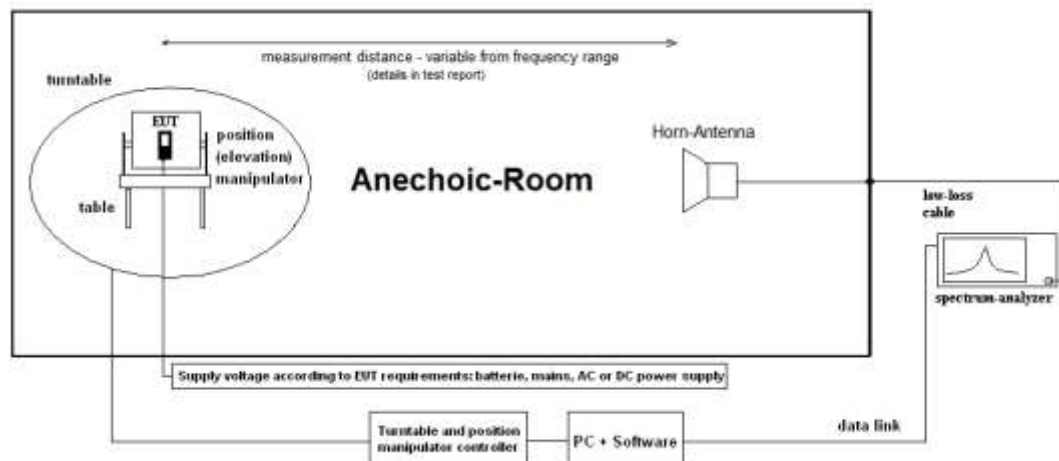 measurement distance - variable from frequency range
(details in test report)
turntable
EUT
position
(elevation)
manipulator
table
Horn-Antenna
Anechoic-Room
low-loss
cable
spectrum-analyzer
Supply voltage according to EUT requirements: batterie, mains, AC or DC power supply
Turntable and position
manipulator controller
PC + Software
data link